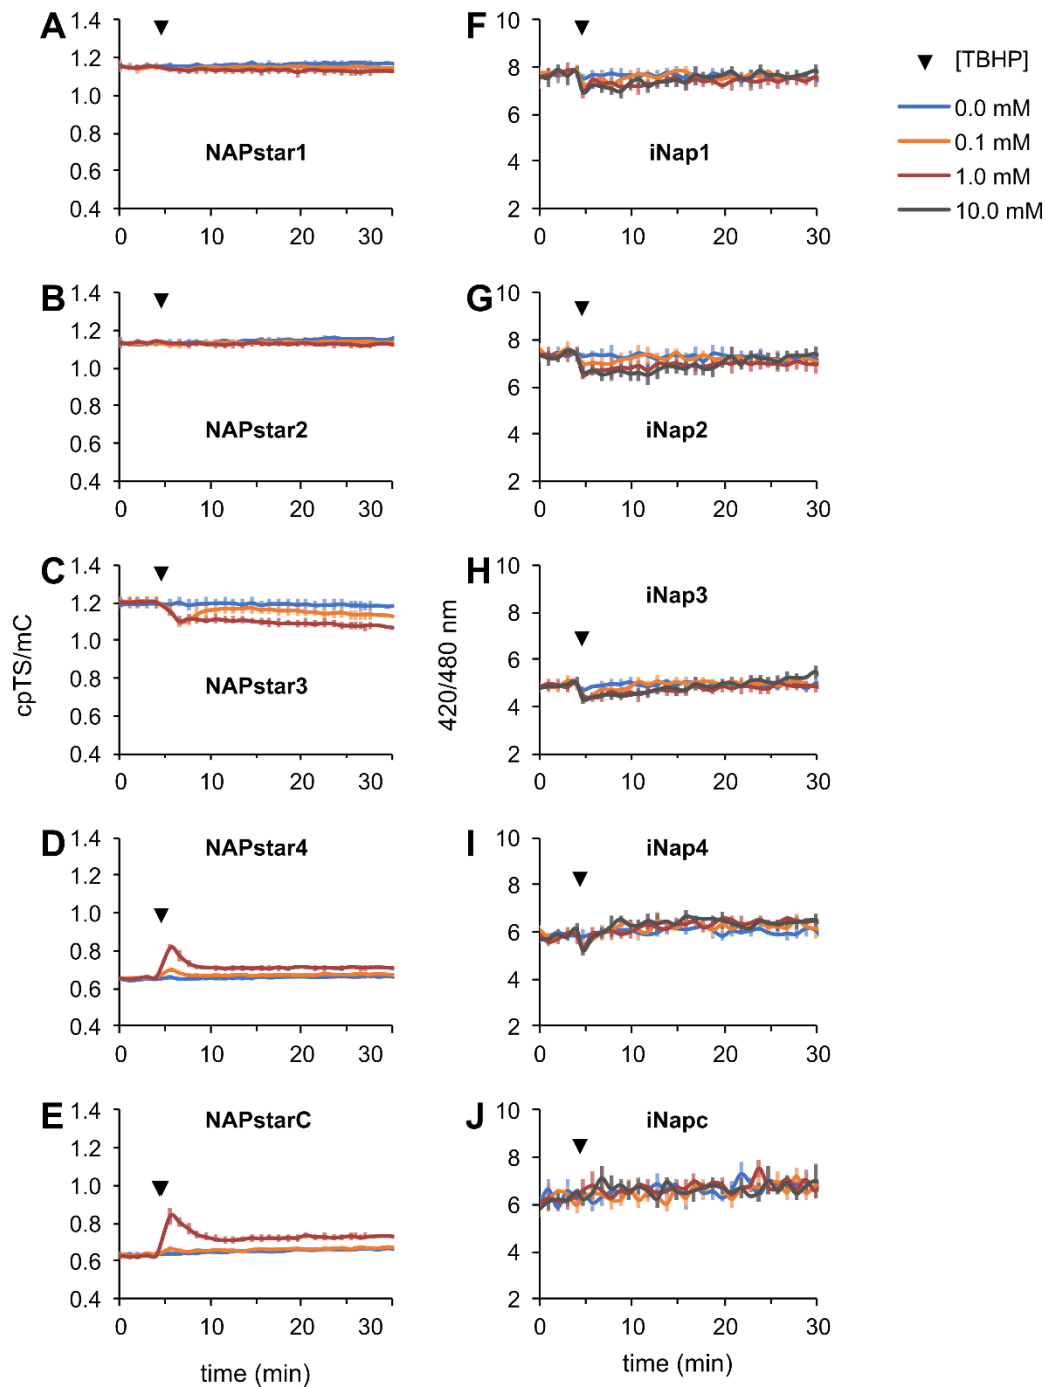 A
1.4
1.2
1.0
0.8
0.6
0.4
NAPstar1
0 10 20 30
B
1.4
1.2
1.0
0.8
0.6
0.4
NAPstar2
0 10 20 30
C
1.4
1.2
1.0
0.8
0.6
0.4
NAPstar3
cpTS/mC
0 10 20 30
D
1.4
1.2
1.0
0.8
0.6
0.4
NAPstar4
0 10 20 30
E
1.4
1.2
1.0
0.8
0.6
0.4
NAPstarC
0 10 20 30
time (min)
F
10
8
6
4
2
iNap1
0 10 20 30
G
10
8
6
4
2
iNap2
0 10 20 30
H
10
8
6
4
2
iNap3
420/480 nm
0 10 20 30
I
10
8
6
4
2
iNap4
0 10 20 30
J
10
8
6
4
2
iNapc
0 10 20 30
time (min)
[TBHP]
0.0 mM
0.1 mM
1.0 mM
10.0 mM